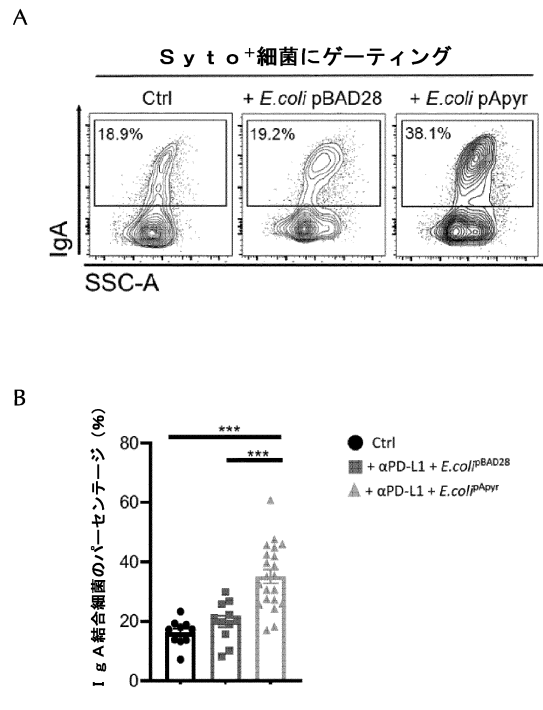 A
Ｓｙｔｏ⁺細菌にゲーティング
Ctrl
+ E.coli pBAD28
+ E.coli pApyr
18.9%
19.2%
38.1%
IgA
SSC-A
B
ＩｇＡ結合細菌のパーセンテージ（%）
80
60
40
20
0
***
***
Ctrl
+ αPD-L1 + E.coliᵖᴮᴬᴰ²⁸
+ αPD-L1 + E.coliᵖᴬᵖʸʳ